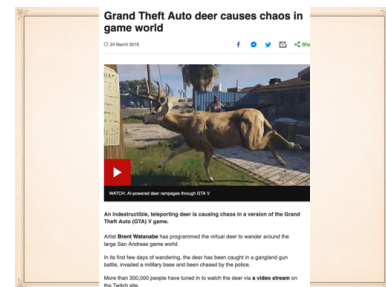 Grand Theft Auto deer causes chaos in
game world
24 March 2016
Sha
WATCH: AI-powered deer rampages through GTA V
An indestructible, teleporting deer is causing chaos in a version of the Grand
Theft Auto (GTA) V game.
Artist Brent Watanabe has programmed the virtual deer to wander around the
large San Andreas game world.
In its first few days of wandering, the deer has been caught in a gangland gun
battle, invaded a military base and been chased by the police.
More than 200,000 people have tuned in to watch the deer via a video stream on
the Twitch site.